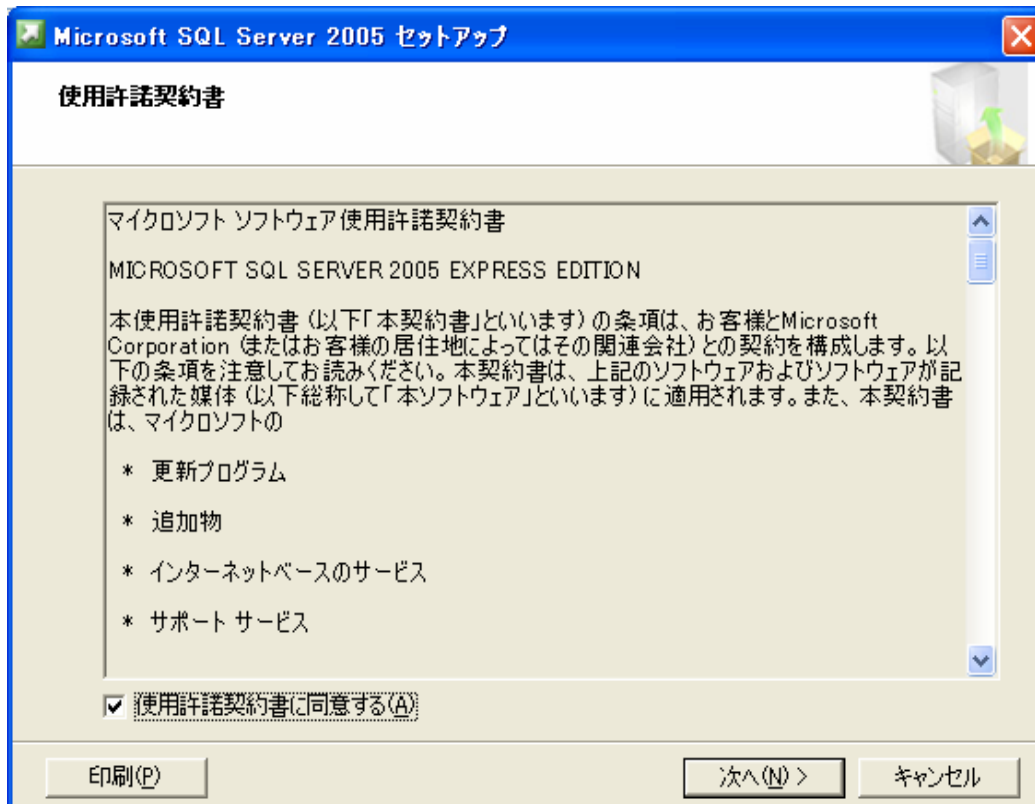 Microsoft SQL Server 2005 セットアップ
使用許諾契約書
マイクロソフト ソフトウェア使用許諾契約書
MICROSOFT SQL SERVER 2005 EXPRESS EDITION
本使用許諾契約書 (以下「本契約書」といいます) の条項は、お客様とMicrosoft
Corporation (またはお客様の居住地によってはその関連会社) との契約を構成します。以
下の条項を注意してお読みください。本契約書は、上記のソフトウェアおよびソフトウェアが記
録された媒体 (以下総称して「本ソフトウェア」といいます) に適用されます。また、本契約書
は、マイクロソフトの
* 更新プログラム
* 追加物
* インターネットベースのサービス
* サポート サービス
使用許諾契約書に同意する(A)
印刷(P)
次へ(N) >
キャンセル